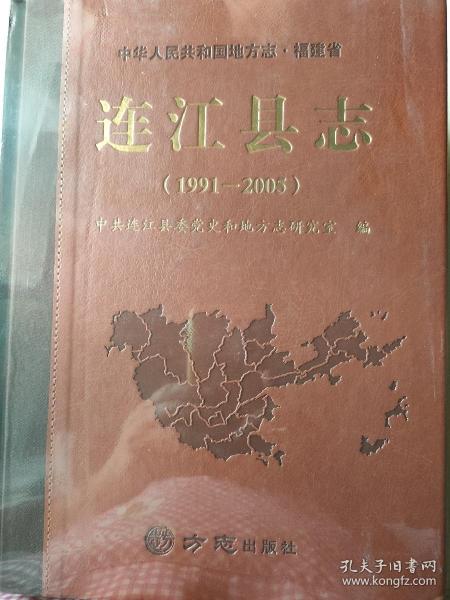 中华人民共和国地方志·福建省
连江县志
（1991—2005）
中共连江县委党史和地方志研究室 编
方志出版社
孔夫子旧书网
www.kongfz.com